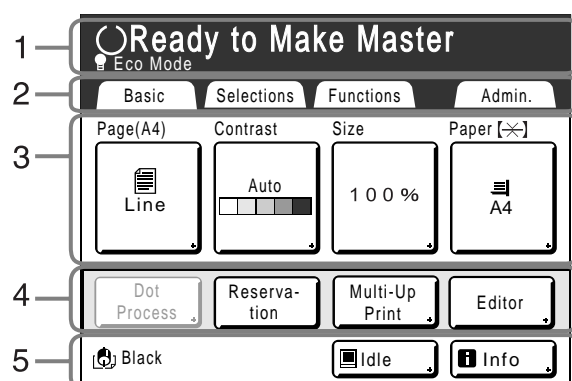 1
Ready to Make Master
Eco Mode
2
Basic Selections Functions Admin.
3
Page(A4) Contrast Size Paper【】
Line
Auto
100%
A4
4
Dot
Process
Reserva-
tion
Multi-Up
Print
Editor
5
Black
Idle
i Info